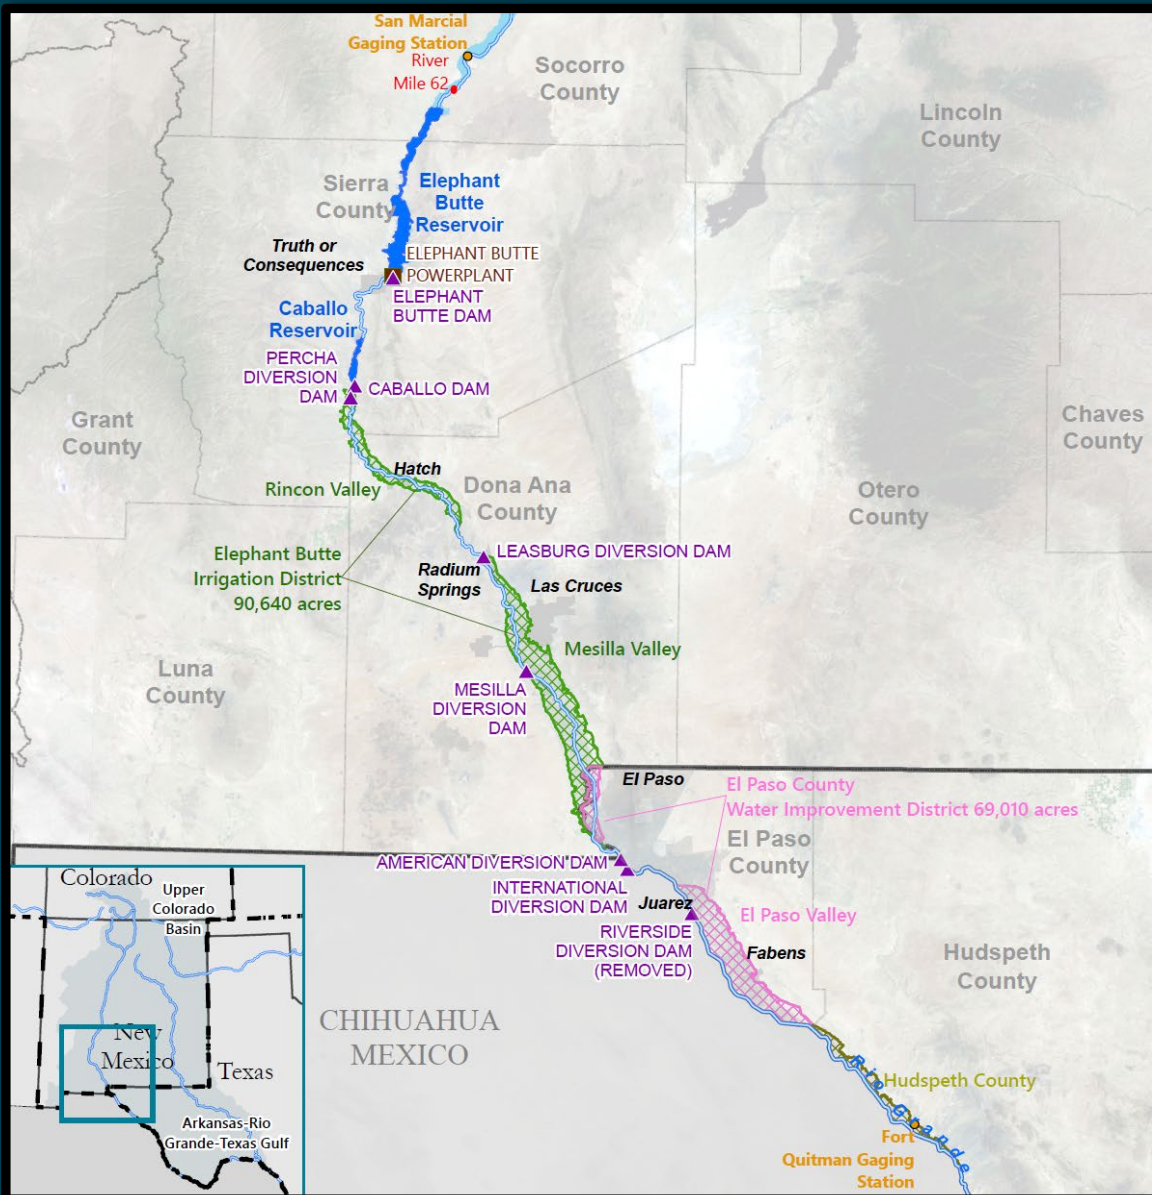 San Marcial
Gaging Station
River
Mile 62
Socorro
County
Lincoln
County
Sierra
County
Elephant
Butte
Reservoir
Truth or
Consequences
ELEPHANT BUTTE
POWERPLANT
ELEPHANT
BUTTE DAM
Caballo
Reservoir
PERCHA
DIVERSION
DAM
CABALLO DAM
Grant
County
Chaves
County
Hatch
Rincon Valley
Dona Ana
County
Otero
County
Elephant Butte
Irrigation District
90,640 acres
LEASBURG DIVERSION DAM
Radium
Springs
Las Cruces
Mesilla Valley
Luna
County
MESILLA
DIVERSION
DAM
El Paso
El Paso County
Water Improvement District 69,010 acres
El Paso
County
AMERICAN DIVERSION DAM
INTERNATIONAL
DIVERSION DAM
Juarez
El Paso Valley
RIVERSIDE
DIVERSION DAM
(REMOVED)
Fabens
Hudspeth
County
CHIHUAHUA
MEXICO
Hudspeth County
Rio Grande
Fort
Quitman Gaging
Station
Colorado
Upper
Colorado
Basin
New
Mexico
Texas
Arkansas-Rio
Grande-Texas Gulf